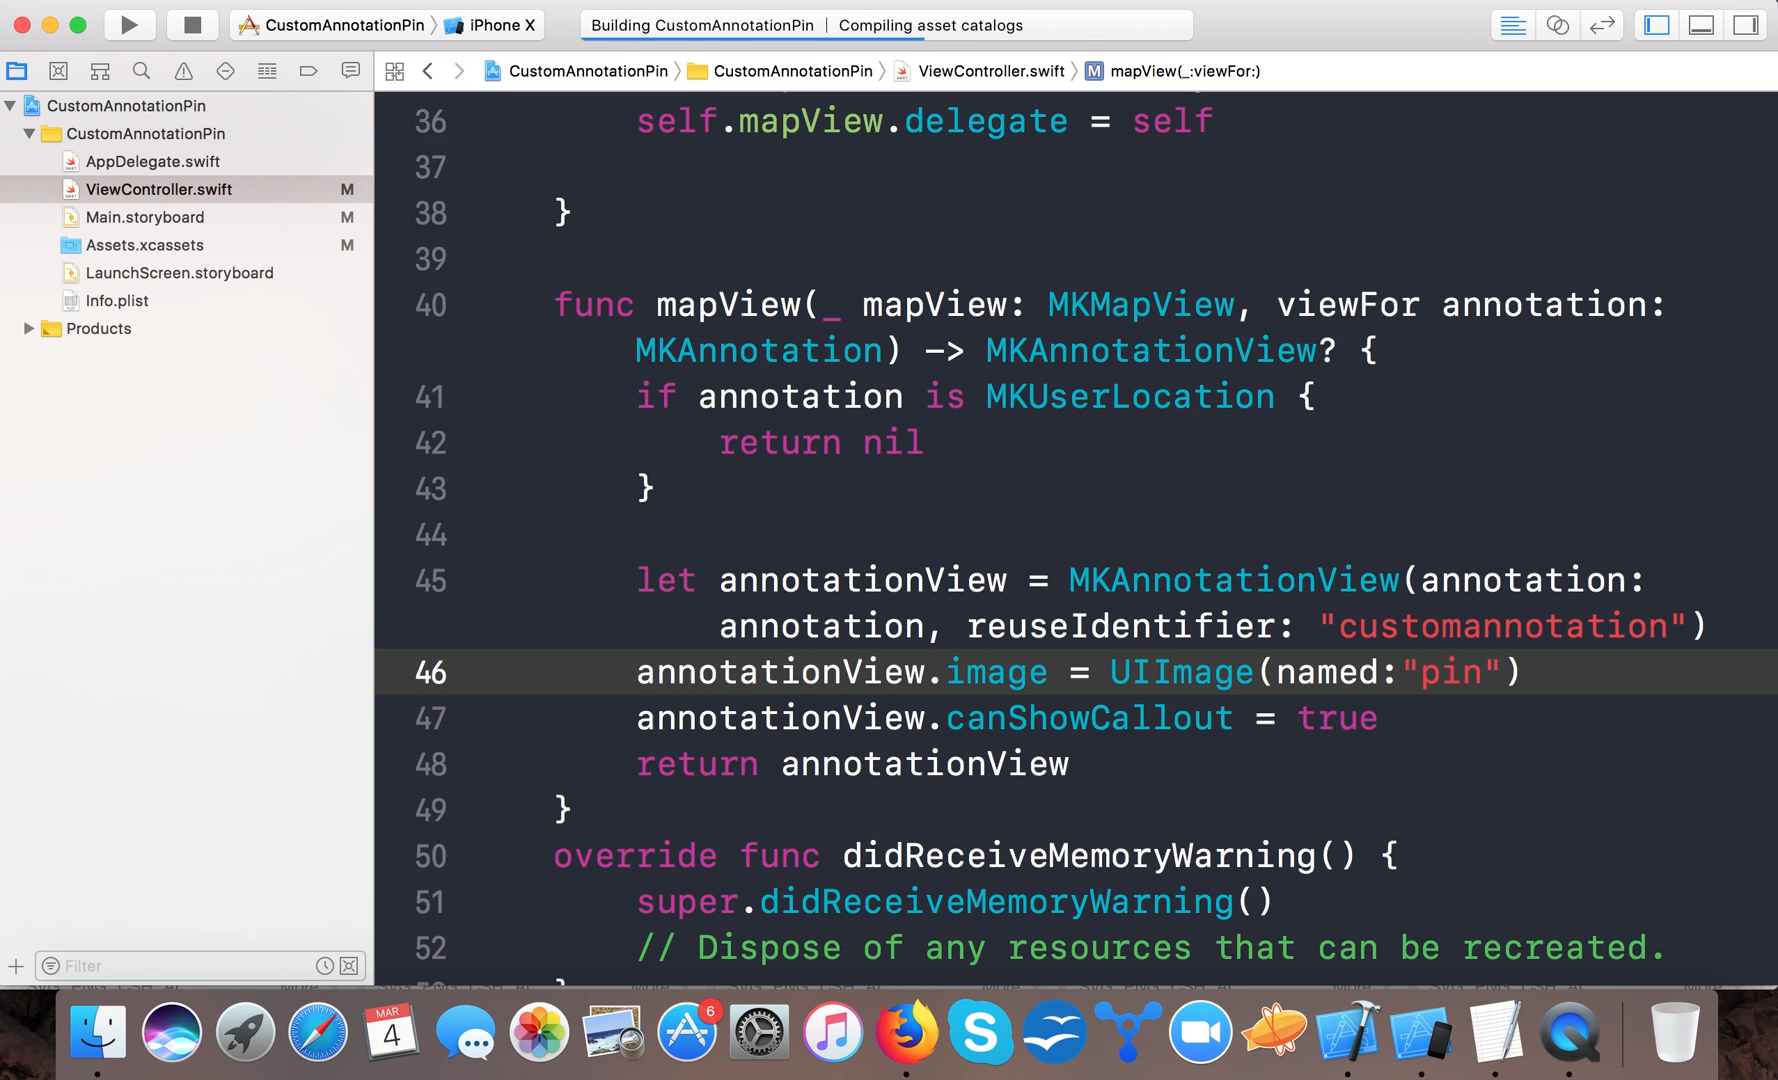 CustomAnnotationPin iPhone X
Building CustomAnnotationPin | Compiling asset catalogs
CustomAnnotationPin CustomAnnotationPin ViewController.swift M mapView(_:viewFor:)
CustomAnnotationPin
CustomAnnotationPin
AppDelegate.swift
ViewController.swift M
Main.storyboard M
Assets.xcassets M
LaunchScreen.storyboard
Info.plist
Products
36 self.mapView.delegate = self
37
38 }
39
40 func mapView(_ mapView: MKMapView, viewFor annotation:
MKAnnotation) -> MKAnnotationView? {
41 if annotation is MKUserLocation {
42 return nil
43 }
44
45 let annotationView = MKAnnotationView(annotation:
annotation, reuseIdentifier: "customannotation")
46 annotationView.image = UIImage(named:"pin")
47 annotationView.canShowCallout = true
48 return annotationView
49 }
50 override func didReceiveMemoryWarning() {
51 super.didReceiveMemoryWarning()
52 // Dispose of any resources that can be recreated.
Filter
MAR
4
6
S